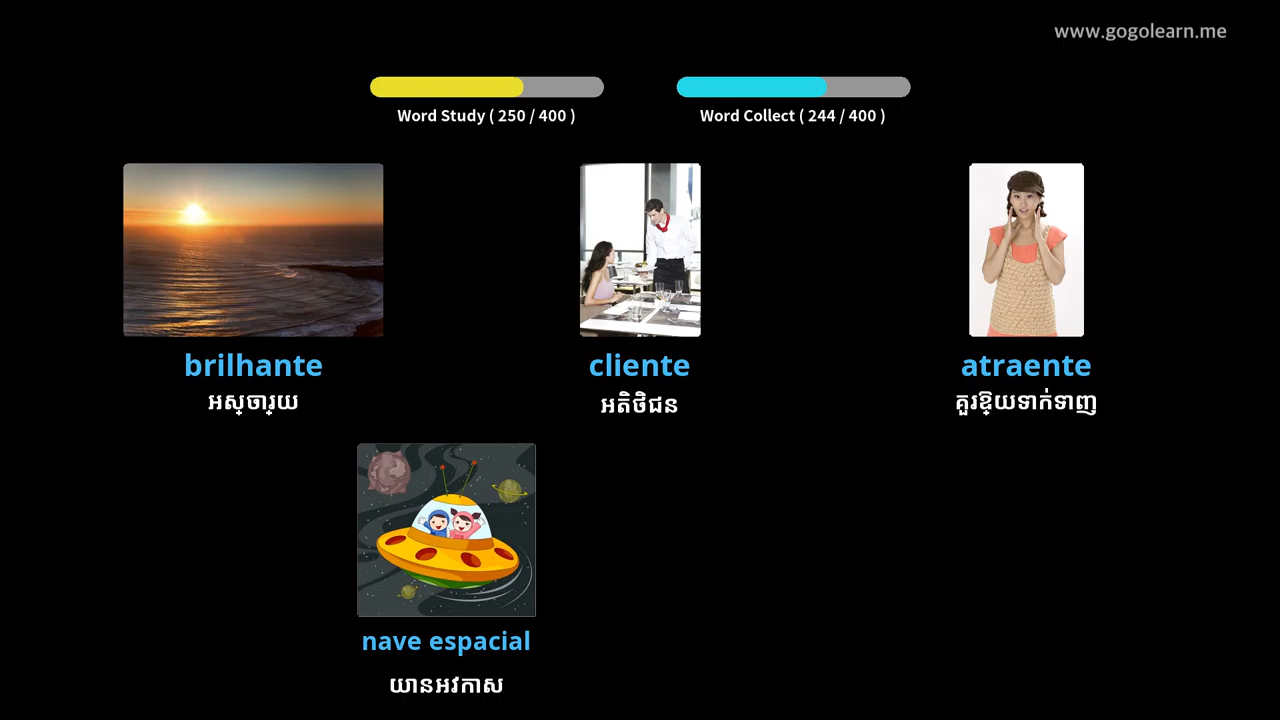 www.gogolearn.me
Word Study ( 250 / 400 )
Word Collect ( 244 / 400 )
brilhante
អស្ចារ្យ
cliente
អតិថិជន
atraente
គួរឱ្យទាក់ទាញ
nave espacial
យានអវកាស